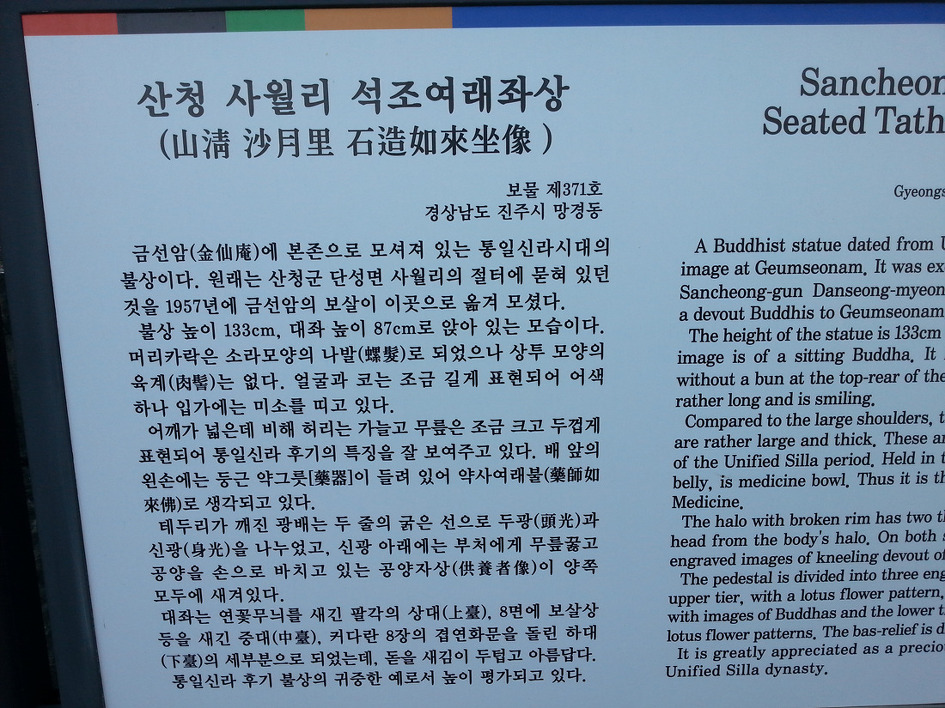 산청 사월리 석조여래좌상
(山淸 沙月里 石造如來坐像)
보물 제371호
경상남도 진주시 망경동
금선암(金仙庵)에 본존으로 모셔져 있는 통일신라시대의
불상이다. 원래는 산청군 단성면 사월리의 절터에 묻혀 있던
것을 1957년에 금선암의 보살이 이곳으로 옮겨 모셨다.
불상 높이 133cm, 대좌 높이 87cm로 앉아 있는 모습이다.
머리카락은 소라모양의 나발(螺髮)로 되었으나 상투 모양의
육계(肉髻)는 없다. 얼굴과 코는 조금 길게 표현되어 어색
하나 입가에는 미소를 띠고 있다.
어깨가 넓은데 비해 허리는 가늘고 무릎은 조금 크고 두껍게
표현되어 통일신라 후기의 특징을 잘 보여주고 있다. 배 앞의
왼손에는 둥근 약그릇[藥器]이 들려 있어 약사여래불(藥師如
來佛)로 생각되고 있다.
테두리가 깨진 광배는 두 줄의 굵은 선으로 두광(頭光)과
신광(身光)을 나누었고, 신광 아래에는 부처에게 무릎꿇고
공양을 손으로 바치고 있는 공양자상(供養者像)이 양쪽
모두에 새겨있다.
대좌는 연꽃무늬를 새긴 팔각의 상대(上臺), 8면에 보살상
등을 새긴 중대(中臺), 커다란 8장의 겹연화문을 돌린 하대
(下臺)의 세부분으로 되었는데, 돋을 새김이 두텁고 아름답다.
통일신라 후기 불상의 귀중한 예로서 높이 평가되고 있다.
Sancheon
Seated Tath
Gyeongs
A Buddhist statue dated from U
image at Geumseonam. It was ex
Sancheong-gun Danseong-myeon
a devout Buddhis to Geumseonam
The height of the statue is 133cm
image is of a sitting Buddha. It
without a bun at the top-rear of the
rather long and is smiling.
Compared to the large shoulders, t
are rather large and thick. These a
of the Unified Silla period. Held in t
belly, is medicine bowl. Thus it is th
Medicine.
The halo with broken rim has two th
head from the body's halo. On both s
engraved images of kneeling devout o
The pedestal is divided into three eng
upper tier, with a lotus flower pattern,
with images of Buddhas and the lower t
lotus flower patterns. The bas-relief is d
It is greatly appreciated as a precio
Unified Silla dynasty.